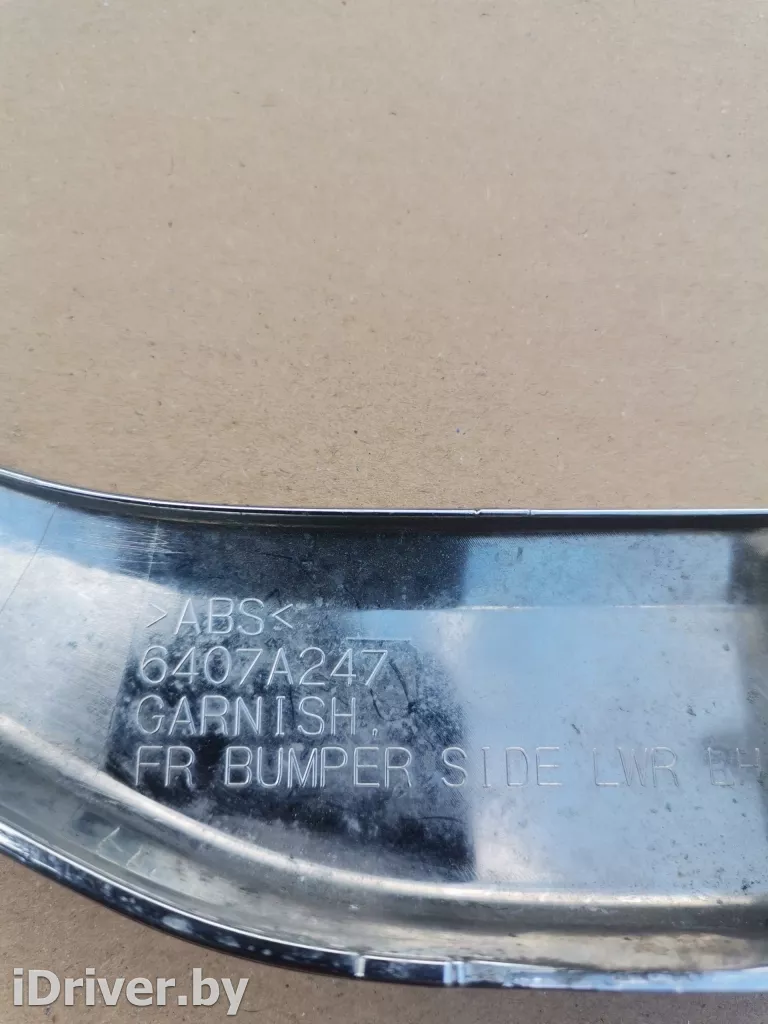 >ABS<
6407A247
GARNISH,
FR BUMPER SIDE LWR
iDriver.by